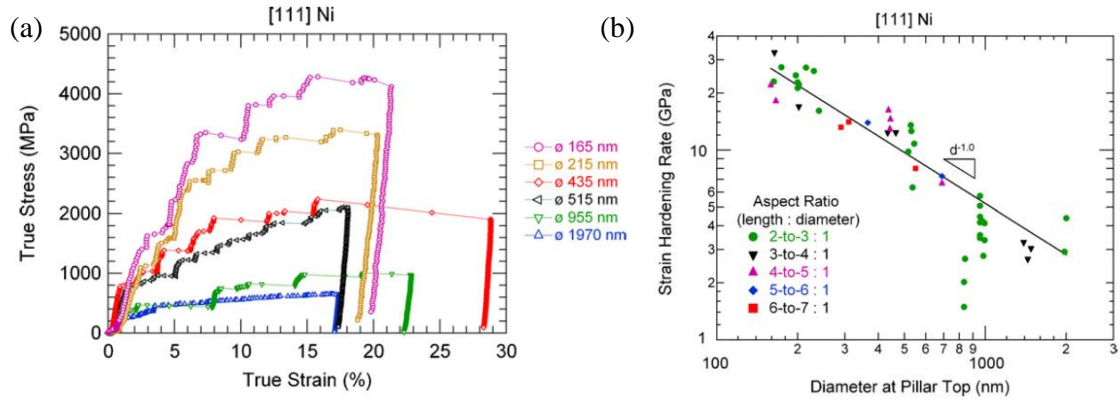 (a)
[111] Ni
5000
4000
3000
2000
1000
0
0 5 10 15 20 25 30
True Stress (MPa)
True Strain (%)
ø 165 nm
ø 215 nm
ø 435 nm
ø 515 nm
ø 955 nm
ø 1970 nm
(b)
[111] Ni
4
3
2
10
8
6
4
3
2
1
Strain Hardening Rate (GPa)
d-1.0
Aspect Ratio
(length : diameter)
2-to-3 : 1
3-to-4 : 1
4-to-5 : 1
5-to-6 : 1
6-to-7 : 1
100 2 3 4 5 6 7 8 9 1000 2 3
Diameter at Pillar Top (nm)